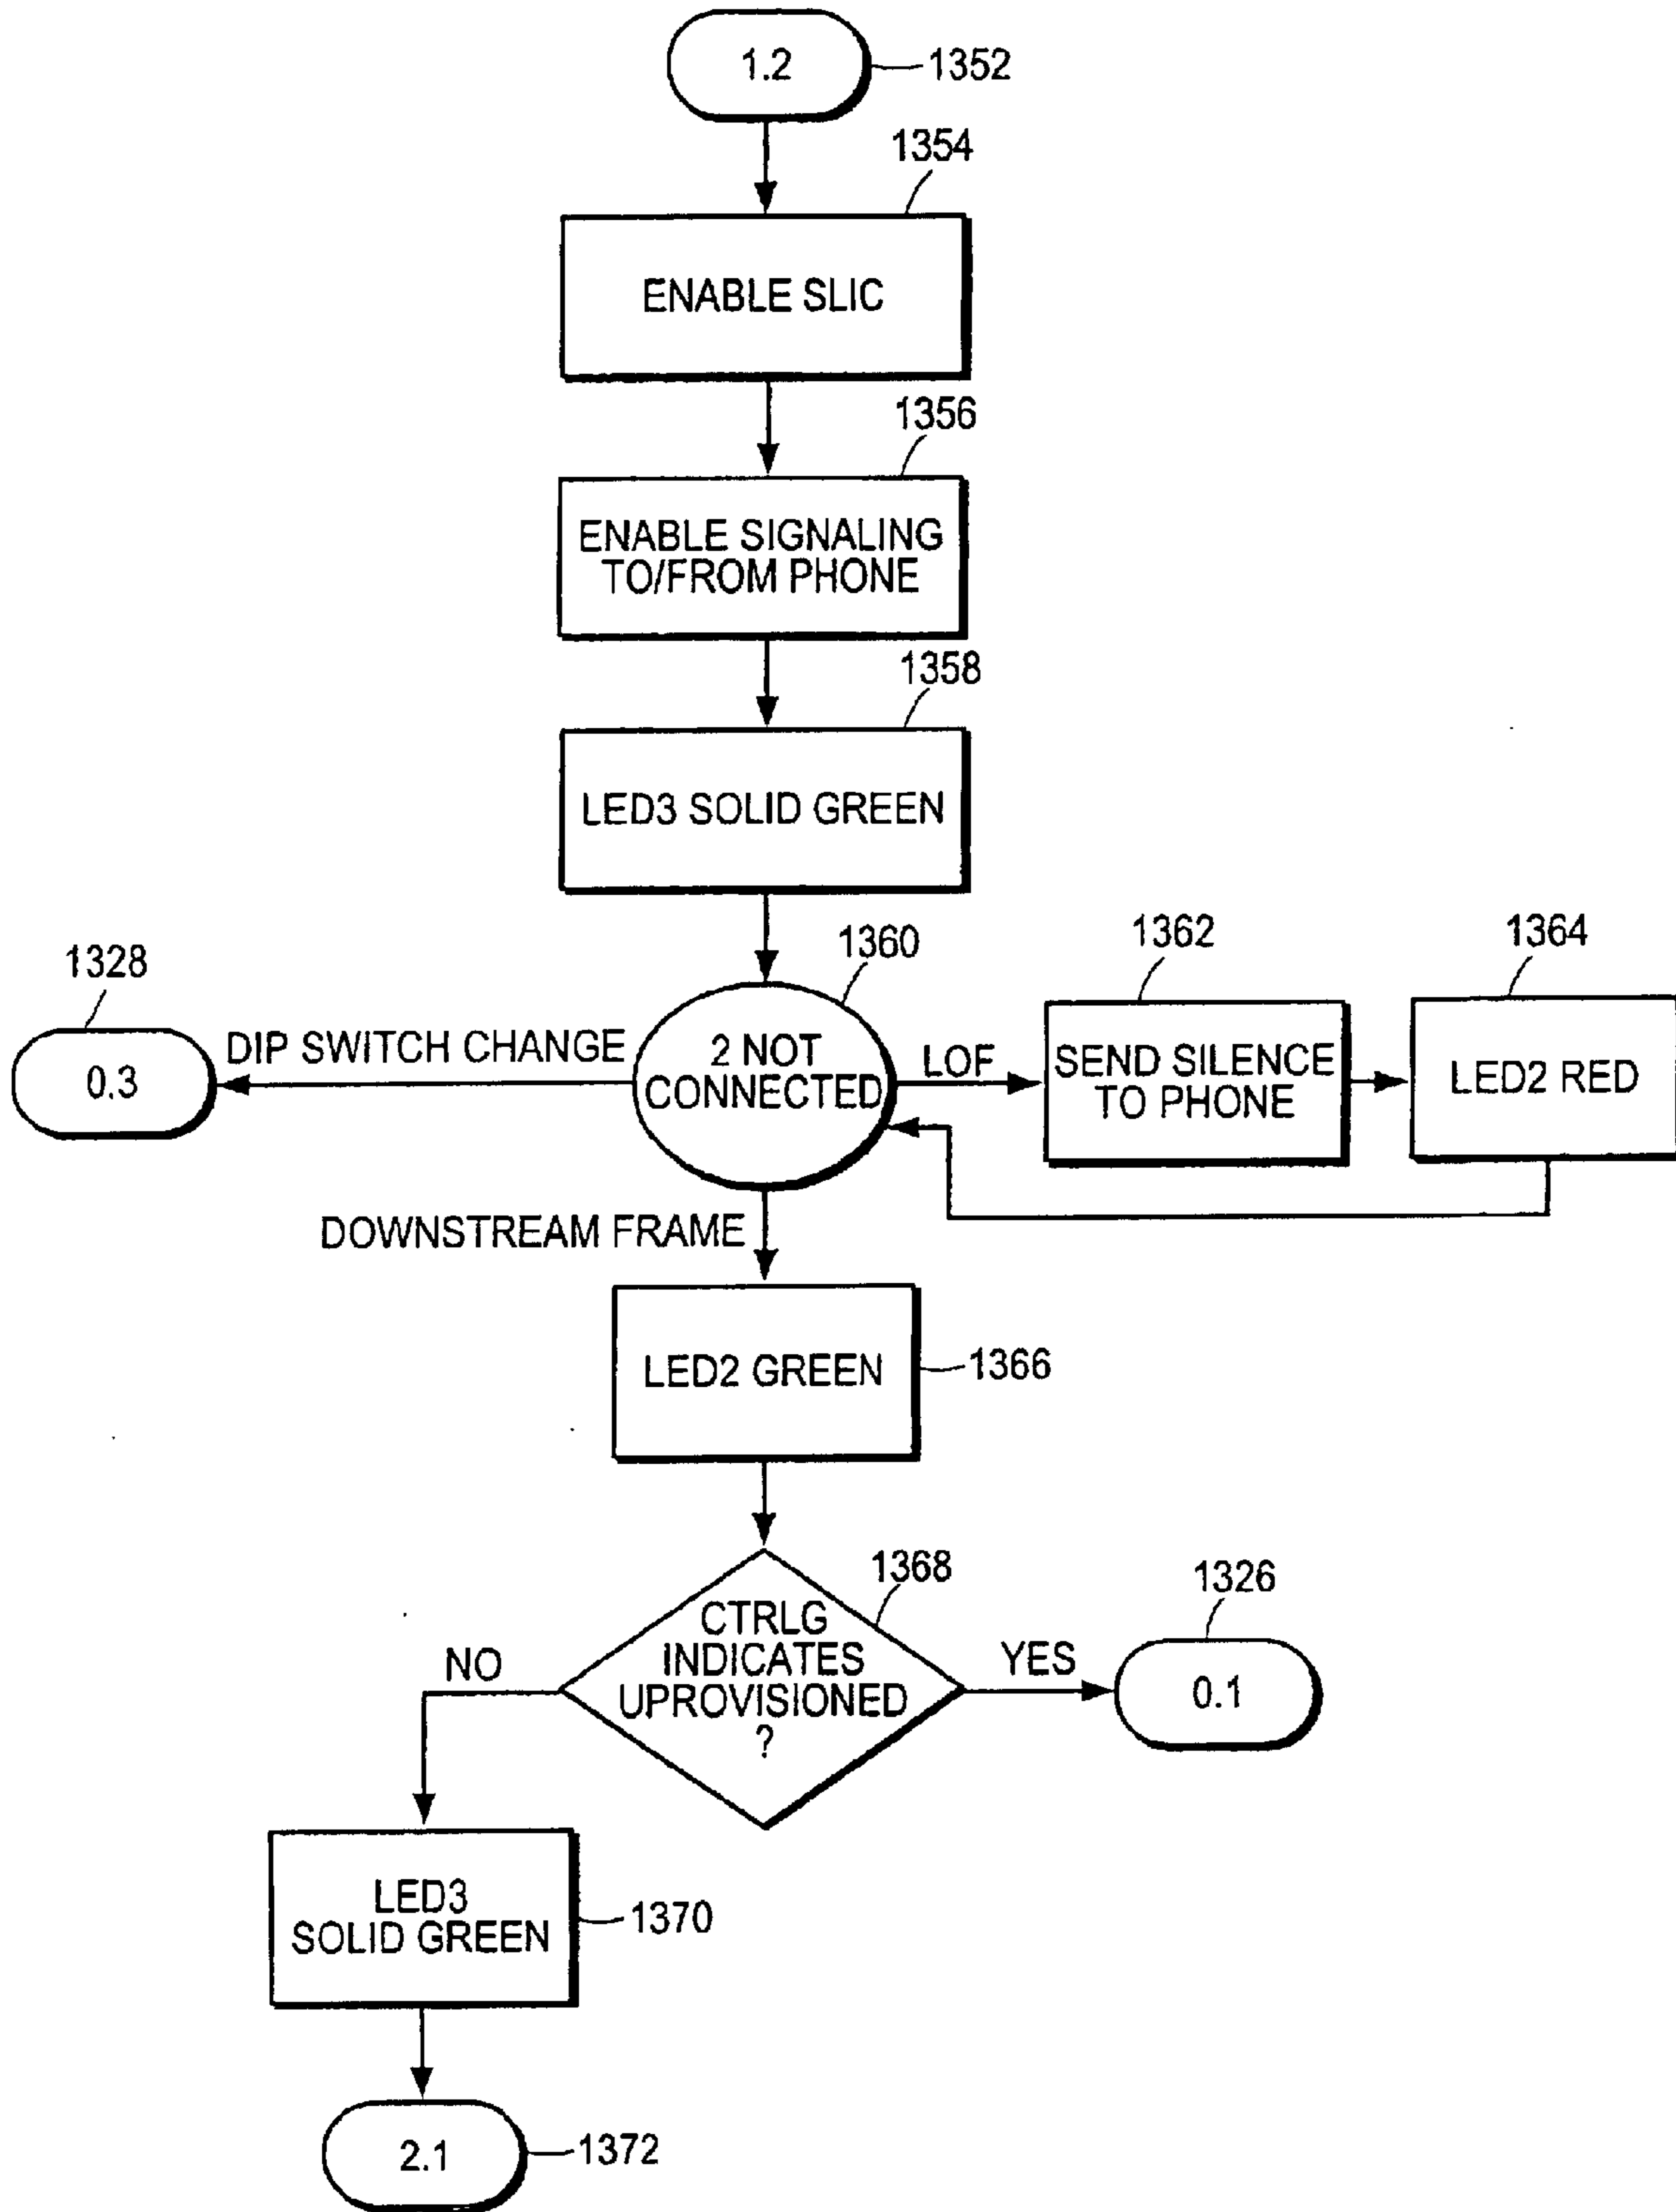 1.2
1352
1354
ENABLE SLIC
1356
ENABLE SIGNALING
TO/FROM PHONE
1358
LED3 SOLID GREEN
1360
1362
1364
1328
DIP SWITCH CHANGE
0.3
2 NOT
CONNECTED
LOF
SEND SILENCE
TO PHONE
LED2 RED
DOWNSTREAM FRAME
LED2 GREEN
1366
1368
1326
CTRLG
INDICATES
UPROVISIONED
?
NO
YES
0.1
LED3
SOLID GREEN
1370
2.1
1372